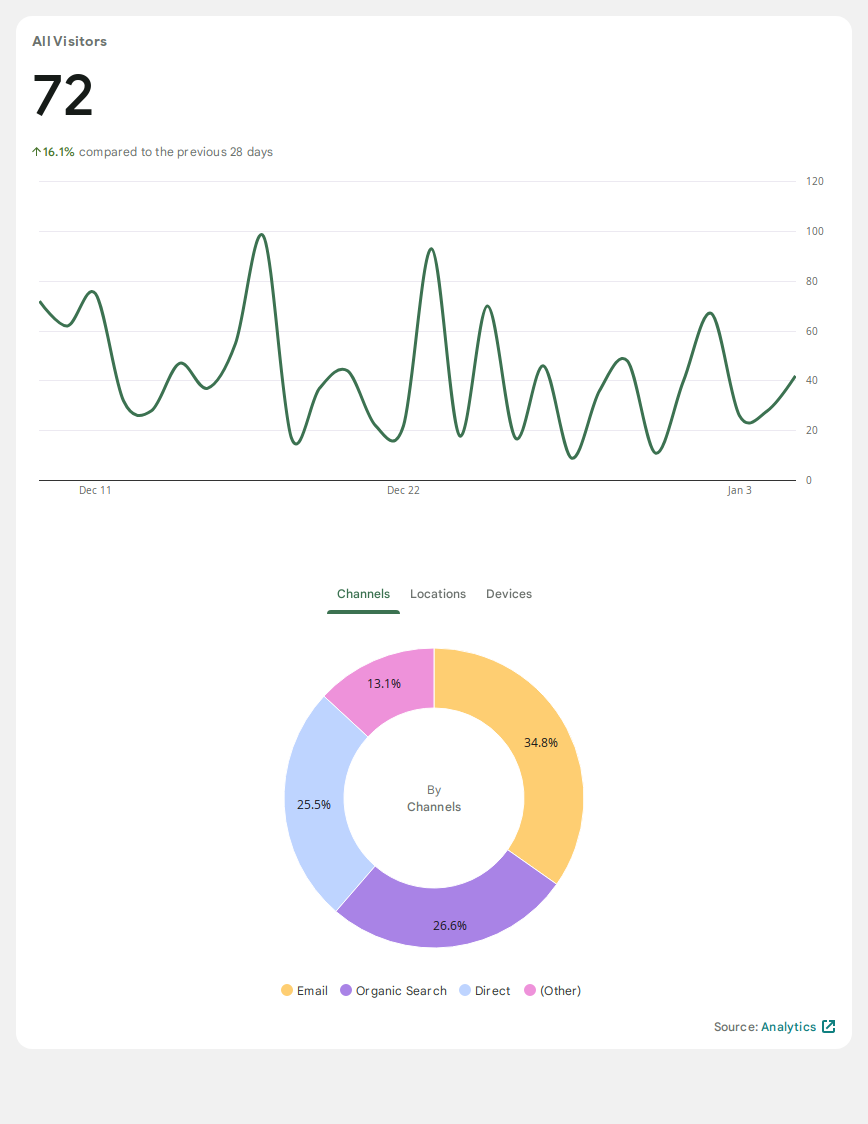 All Visitors
72
↑16.1% compared to the previous 28 days
120
100
80
60
40
20
0
Dec 11 Dec 22 Jan 3
Channels Locations Devices
13.1%
34.8%
25.5%
By
Channels
26.6%
Email Organic Search Direct (Other)
Source: Analytics